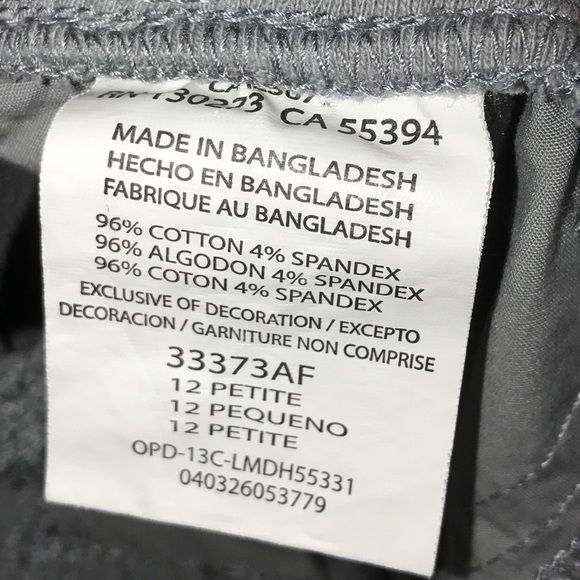 RN 130223 CA 55394
MADE IN BANGLADESH
HECHO EN BANGLADESH
FABRIQUE AU BANGLADESH
96% COTTON 4% SPANDEX
96% ALGODON 4% SPANDEX
96% COTON 4% SPANDEX
EXCLUSIVE OF DECORATION / EXCEPTO
DECORACION / GARNITURE NON COMPRISE
33373AF
12 PETITE
12 PEQUENO
12 PETITE
OPD-13C-LMDH55331
040326053779